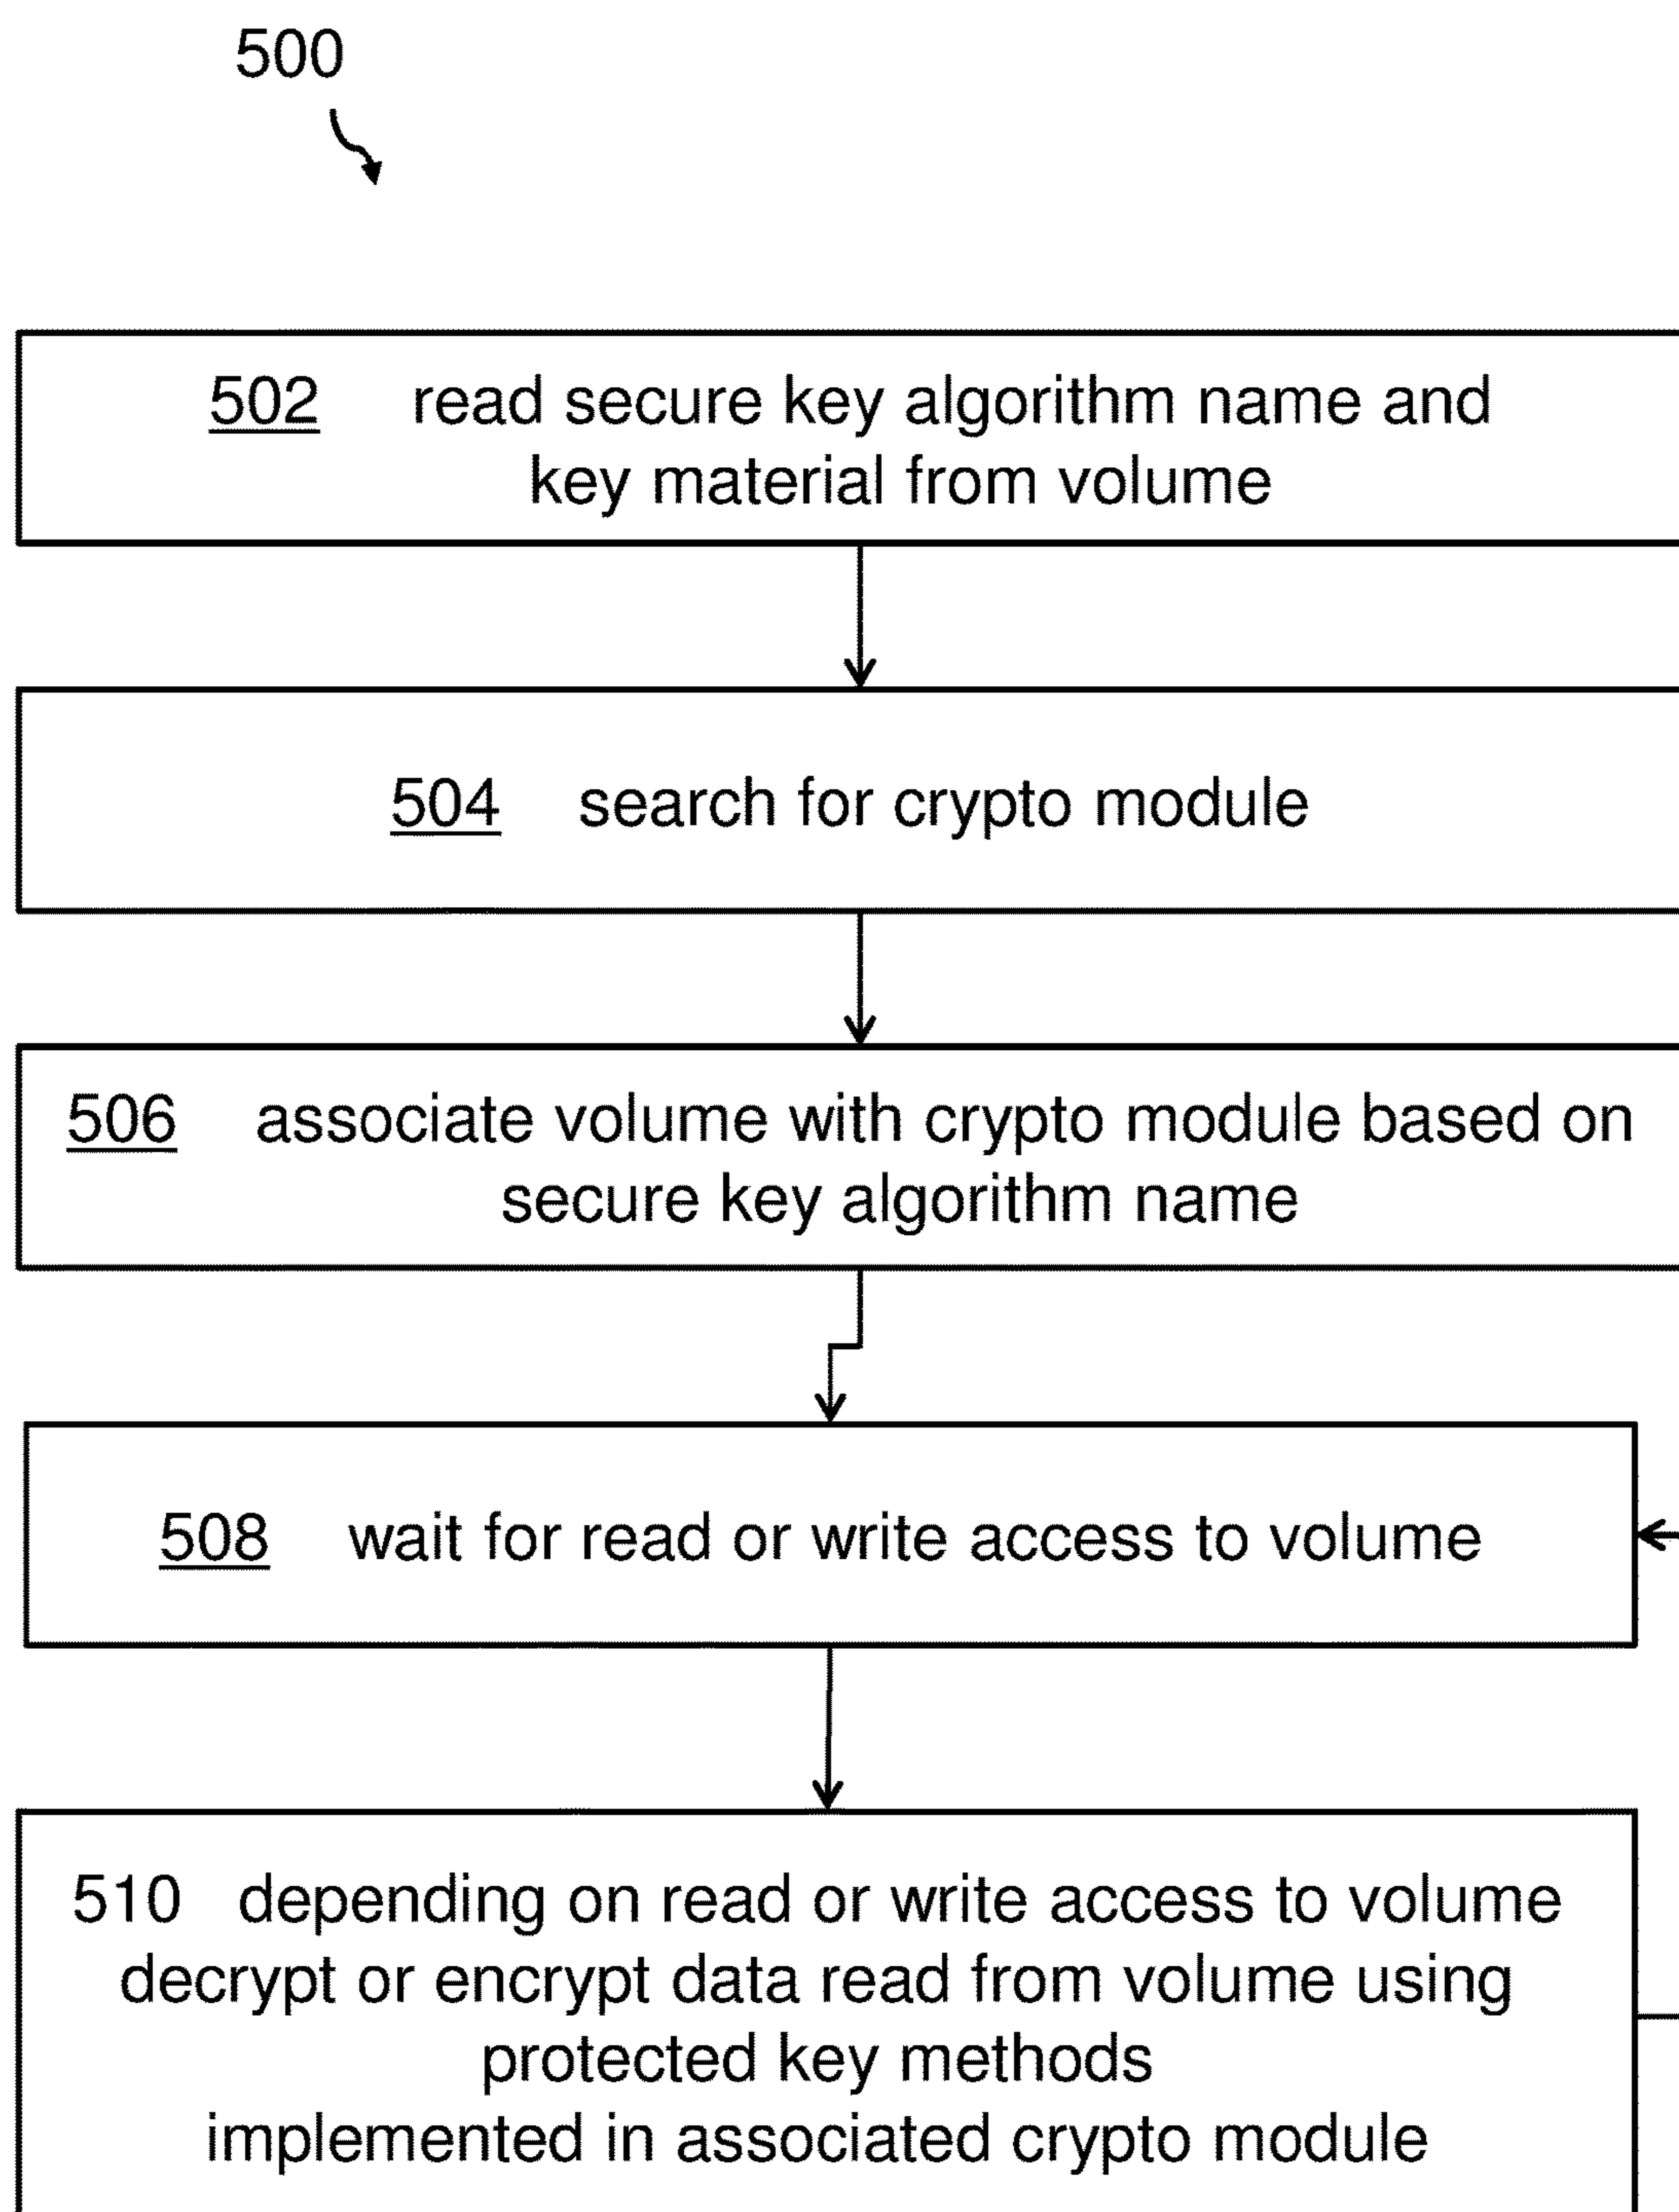 500
502 read secure key algorithm name and
key material from volume
504 search for crypto module
506 associate volume with crypto module based on
secure key algorithm name
508 wait for read or write access to volume
510 depending on read or write access to volume
decrypt or encrypt data read from volume using
protected key methods
implemented in associated crypto module